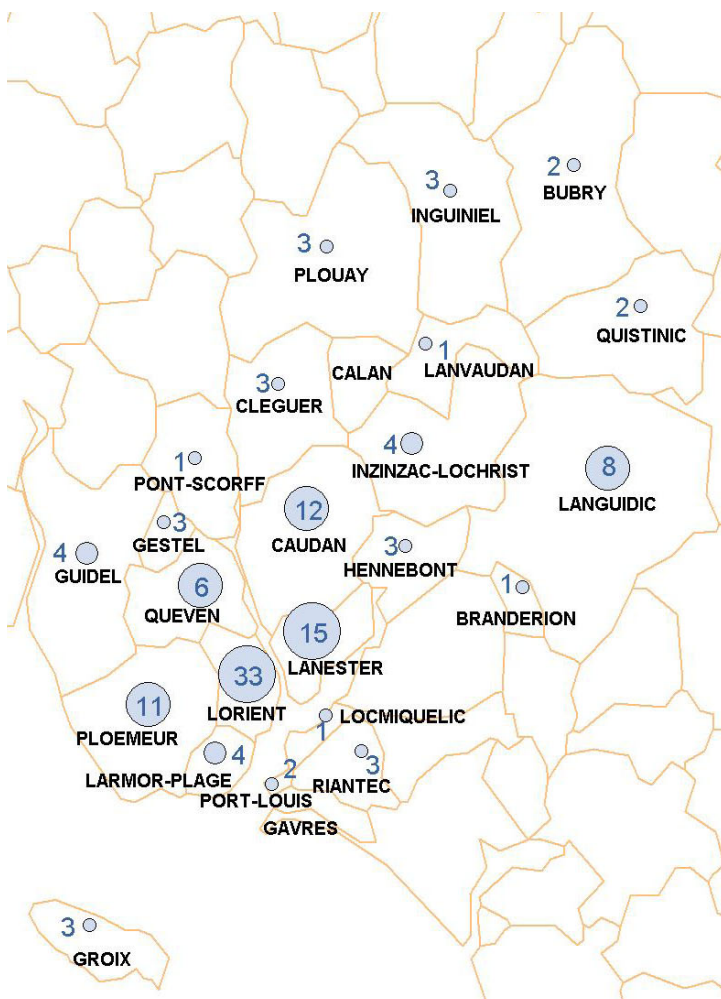 2
BUBRY
3
INGUINIEL
3
PLOUAY
2
QUISTINIC
1
LANVAUDAN
CALAN
3
CLEGUER
4
INZINZAC-LOCHRIST
8
LANGUIDIC
1
PONT-SCORFF
12
CAUDAN
3
GESTEL
4
GUIDEL
3
HENNEBONT
6
QUEVEN
1
BRANDERION
15
LANESTER
33
LORIENT
11
PLOEMEUR
LOCMIQUELIC
1
4
LARMOR-PLAGE
2
PORT-LOUIS
3
RIANTEC
GAVRES
3
GROIX